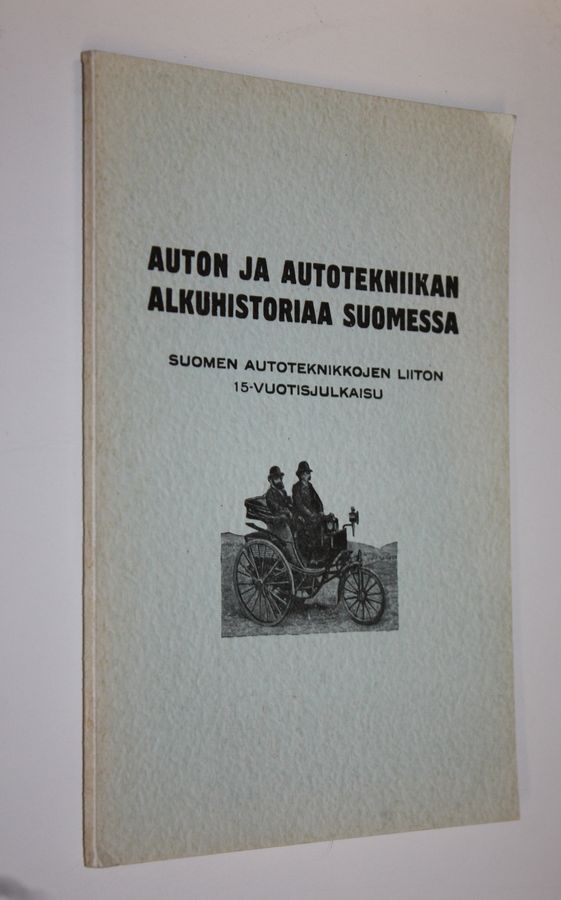 AUTON JA AUTOTEKNIIKAN
ALKUHISTORIAA SUOMESSA
SUOMEN AUTOTEKNIKKOJEN LIITON
15-VUOTISJULKAISU